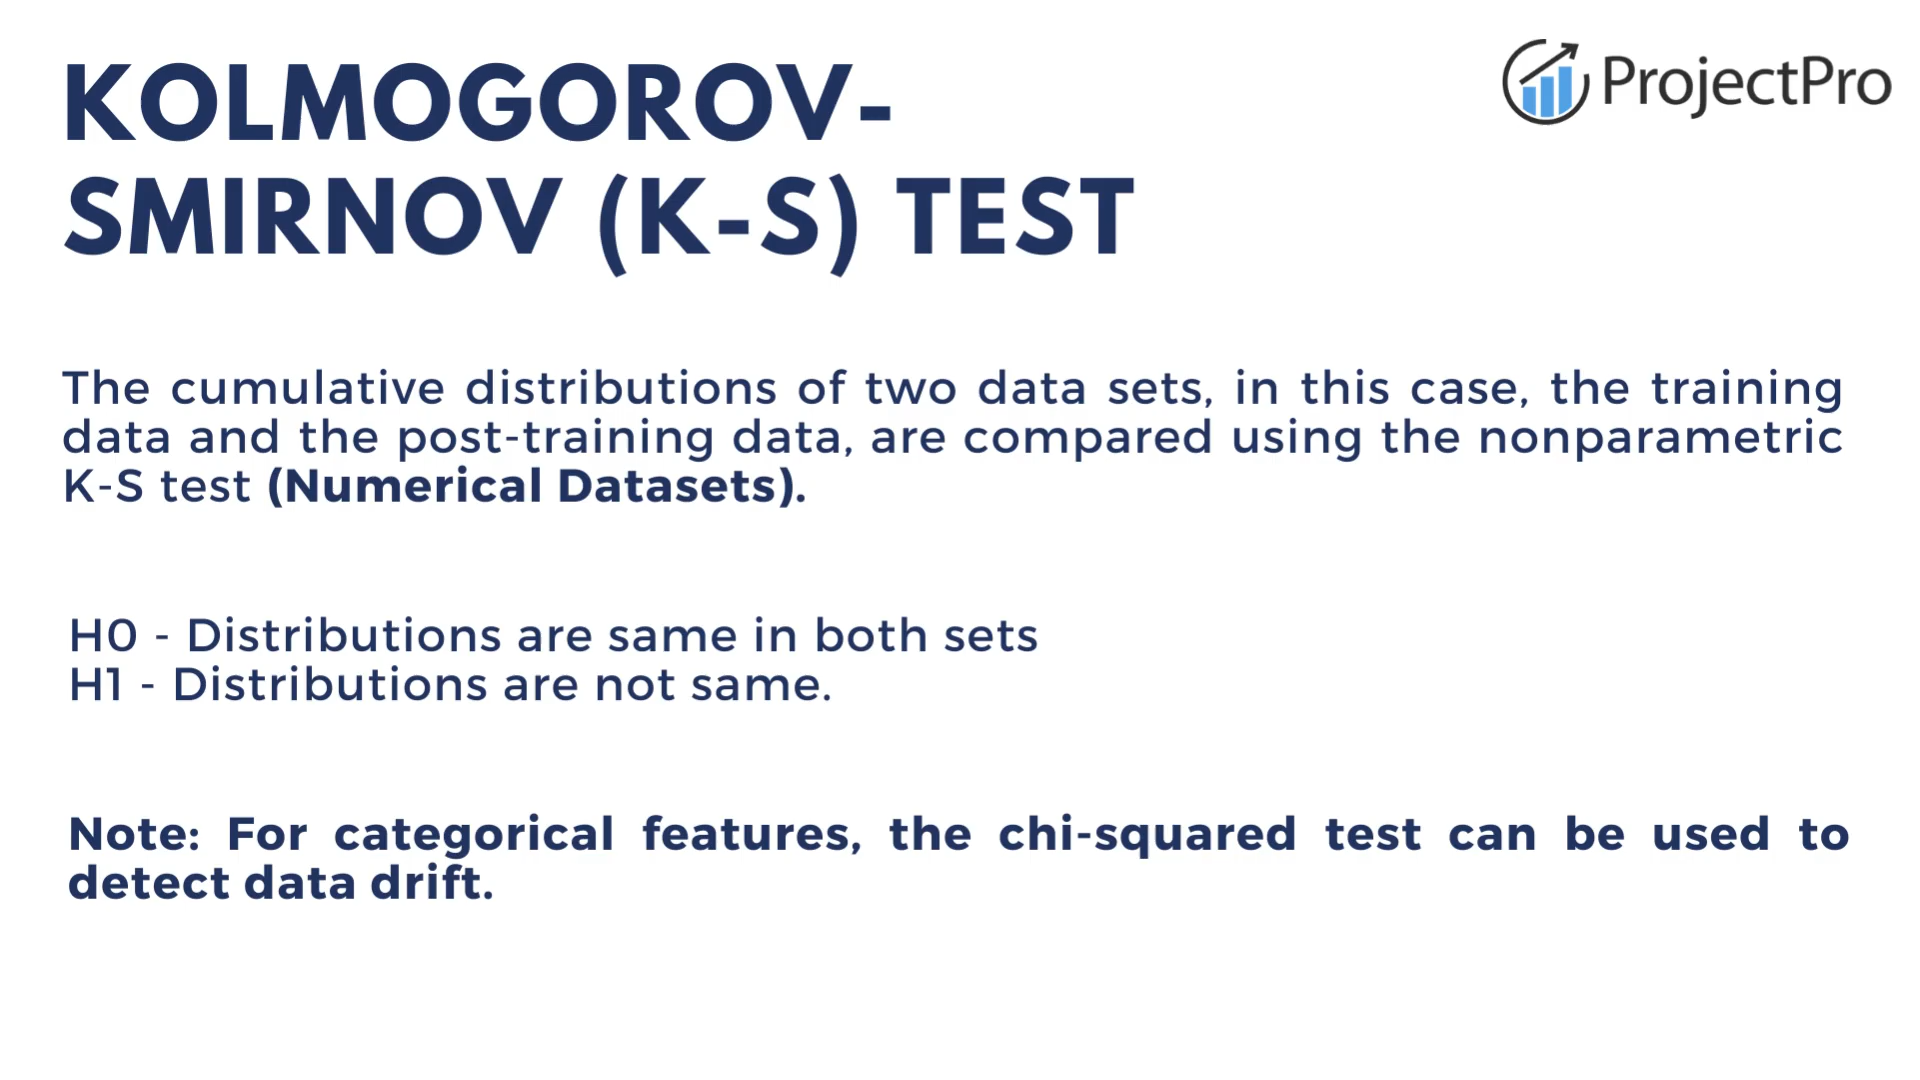 KOLMOGOROV-
SMIRNOV (K-S) TEST
ProjectPro
The cumulative distributions of two data sets, in this case, the training
data and the post-training data, are compared using the nonparametric
K-S test (Numerical Datasets).
H0 - Distributions are same in both sets
H1 - Distributions are not same.
Note: For categorical features, the chi-squared test can be used to
detect data drift.